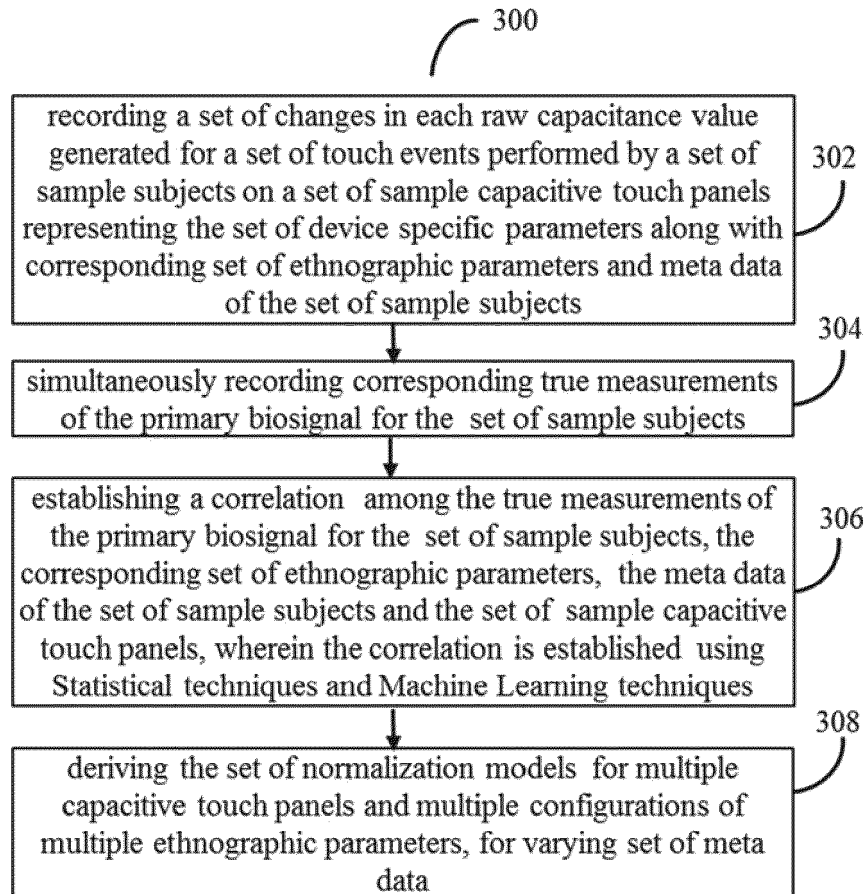 300
recording a set of changes in each raw capacitance value
generated for a set of touch events performed by a set of
sample subjects on a set of sample capacitive touch panels
representing the set of device specific parameters along with
corresponding set of ethnographic parameters and meta data
of the set of sample subjects
302
304
simultaneously recording corresponding true measurements
of the primary biosignal for the set of sample subjects
establishing a correlation among the true measurements of
the primary biosignal for the set of sample subjects, the
corresponding set of ethnographic parameters, the meta data
of the set of sample subjects and the set of sample capacitive
touch panels, wherein the correlation is established using
Statistical techniques and Machine Learning techniques
306
308
deriving the set of normalization models for multiple
capacitive touch panels and multiple configurations of
multiple ethnographic parameters, for varying set of meta
data